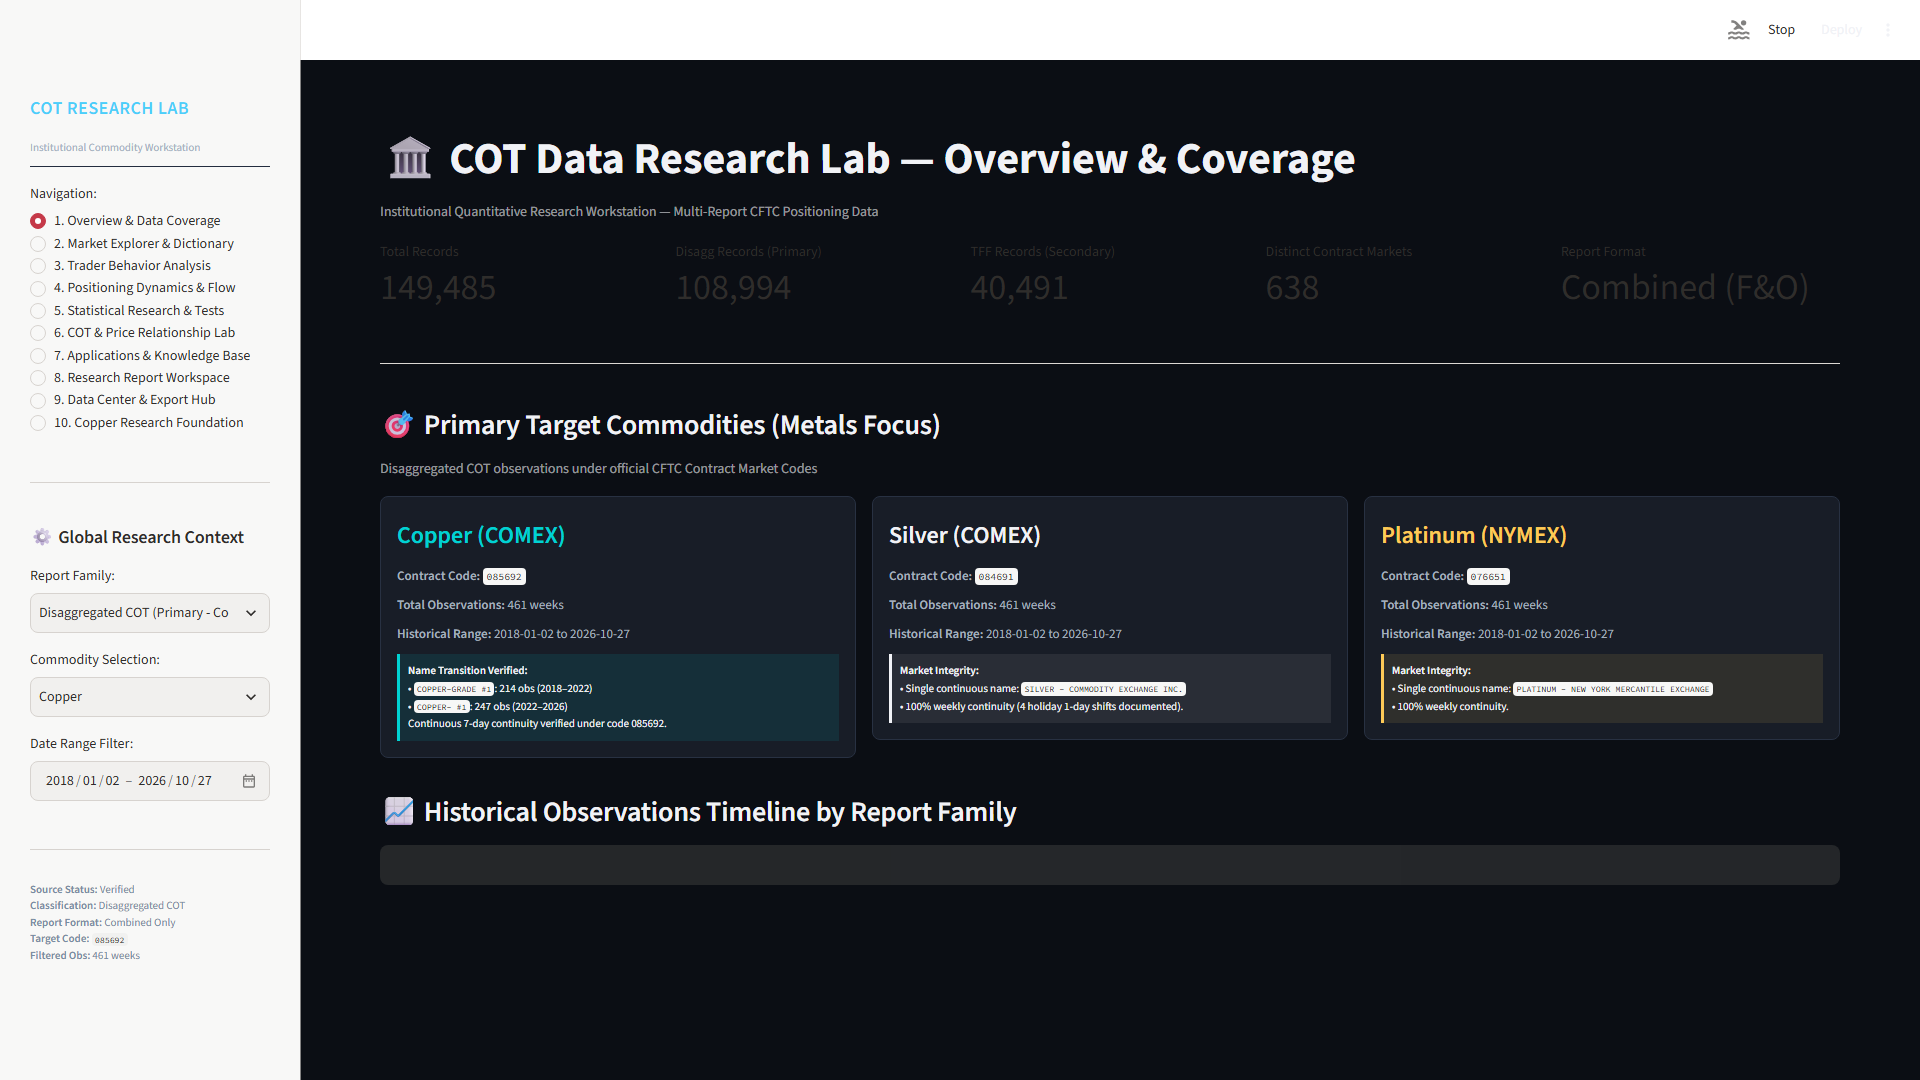 Stop
Deploy
COT RESEARCH LAB
Institutional Commodity Workstation
Navigation:
1. Overview & Data Coverage
2. Market Explorer & Dictionary
3. Trader Behavior Analysis
4. Positioning Dynamics & Flow
5. Statistical Research & Tests
6. COT & Price Relationship Lab
7. Applications & Knowledge Base
8. Research Report Workspace
9. Data Center & Export Hub
10. Copper Research Foundation
Global Research Context
Report Family:
Disaggregated COT (Primary - Co
Commodity Selection:
Copper
Date Range Filter:
2018/01/02 – 2026/10/27
Source Status: Verified
Classification: Disaggregated COT
Report Format: Combined Only
Target Code: 085692
Filtered Obs: 461 weeks
COT Data Research Lab — Overview & Coverage
Institutional Quantitative Research Workstation — Multi-Report CFTC Positioning Data
Total Records
149,485
Disagg Records (Primary)
108,994
TFF Records (Secondary)
40,491
Distinct Contract Markets
638
Report Format
Combined (F&O)
Primary Target Commodities (Metals Focus)
Disaggregated COT observations under official CFTC Contract Market Codes
Copper (COMEX)
Contract Code: 085692
Total Observations: 461 weeks
Historical Range: 2018-01-02 to 2026-10-27
Name Transition Verified:
• COPPER-GRADE #1: 214 obs (2018–2022)
• COPPER- #1: 247 obs (2022–2026)
Continuous 7-day continuity verified under code 085692.
Silver (COMEX)
Contract Code: 084691
Total Observations: 461 weeks
Historical Range: 2018-01-02 to 2026-10-27
Market Integrity:
• Single continuous name: SILVER - COMMODITY EXCHANGE INC.
• 100% weekly continuity (4 holiday 1-day shifts documented).
Platinum (NYMEX)
Contract Code: 076651
Total Observations: 461 weeks
Historical Range: 2018-01-02 to 2026-10-27
Market Integrity:
• Single continuous name: PLATINUM - NEW YORK MERCANTILE EXCHANGE
• 100% weekly continuity.
Historical Observations Timeline by Report Family